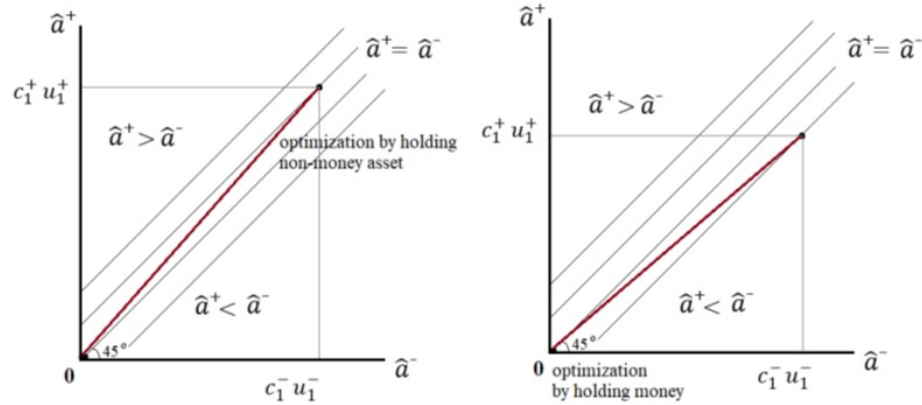 â⁺
â⁺ = â⁻
c₁⁺ u₁⁺
â⁺ > â⁻
optimization by holding
non-money asset
â⁺ < â⁻
45°
0
c₁⁻ u₁⁻
â⁻
â⁺
â⁺ = â⁻
â⁺ > â⁻
c₁⁺ u₁⁺
â⁺ < â⁻
45°
0
optimization
by holding money
c₁⁻ u₁⁻
â⁻